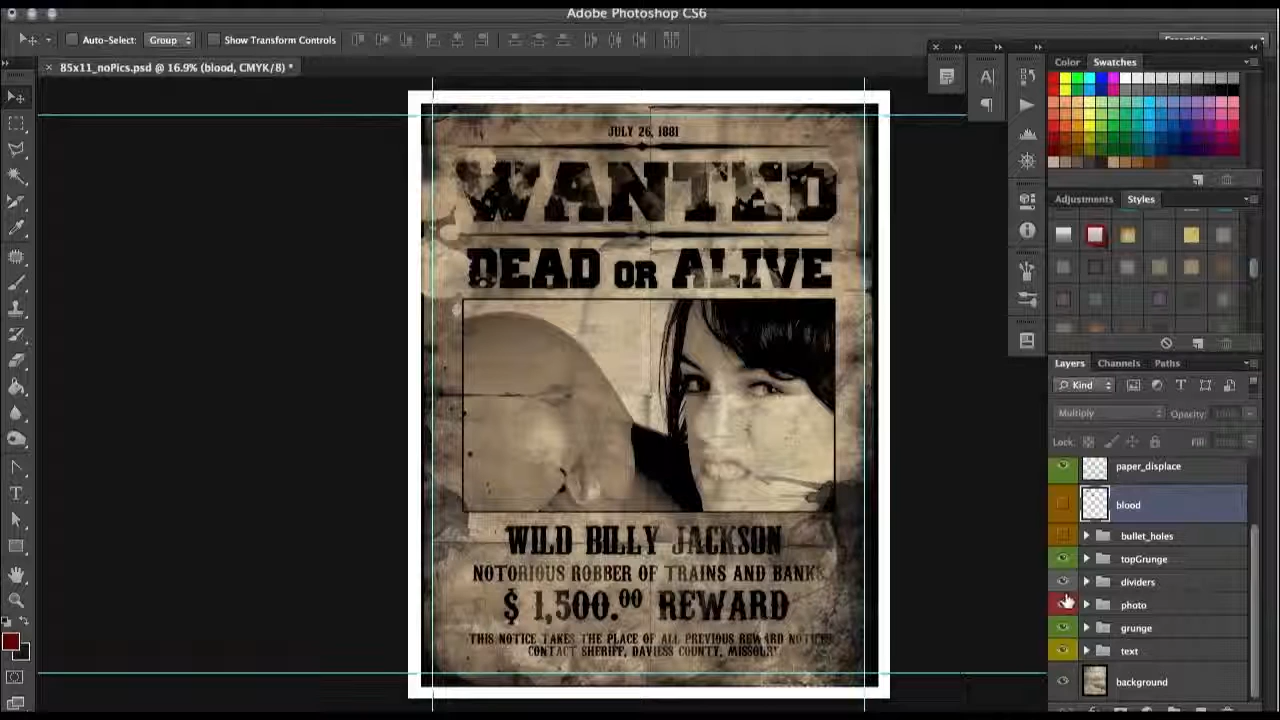 Adobe Photoshop CS6
Auto-Select:
Group
Show Transform Controls
85x11_noPics.psd @ 16.9% (blood, CMYK/8) *
Color
Swatches
Adjustments
Styles
Layers
Channels
Paths
Kind
Multiply
Opacity:
Lock:
Fill:
paper_displace
blood
bullet_holes
topGrunge
dividers
photo
grunge
text
background
JULY 26, 1881
WANTED
DEAD OR ALIVE
WILD BILLY JACKSON
NOTORIOUS ROBBER OF TRAINS AND BANKS
$ 1,500.00 REWARD
THIS NOTICE TAKES THE PLACE OF ALL PREVIOUS REWARD NOTICES
CONTACT SHERIFF, DAVIESS COUNTY, MISSOURI